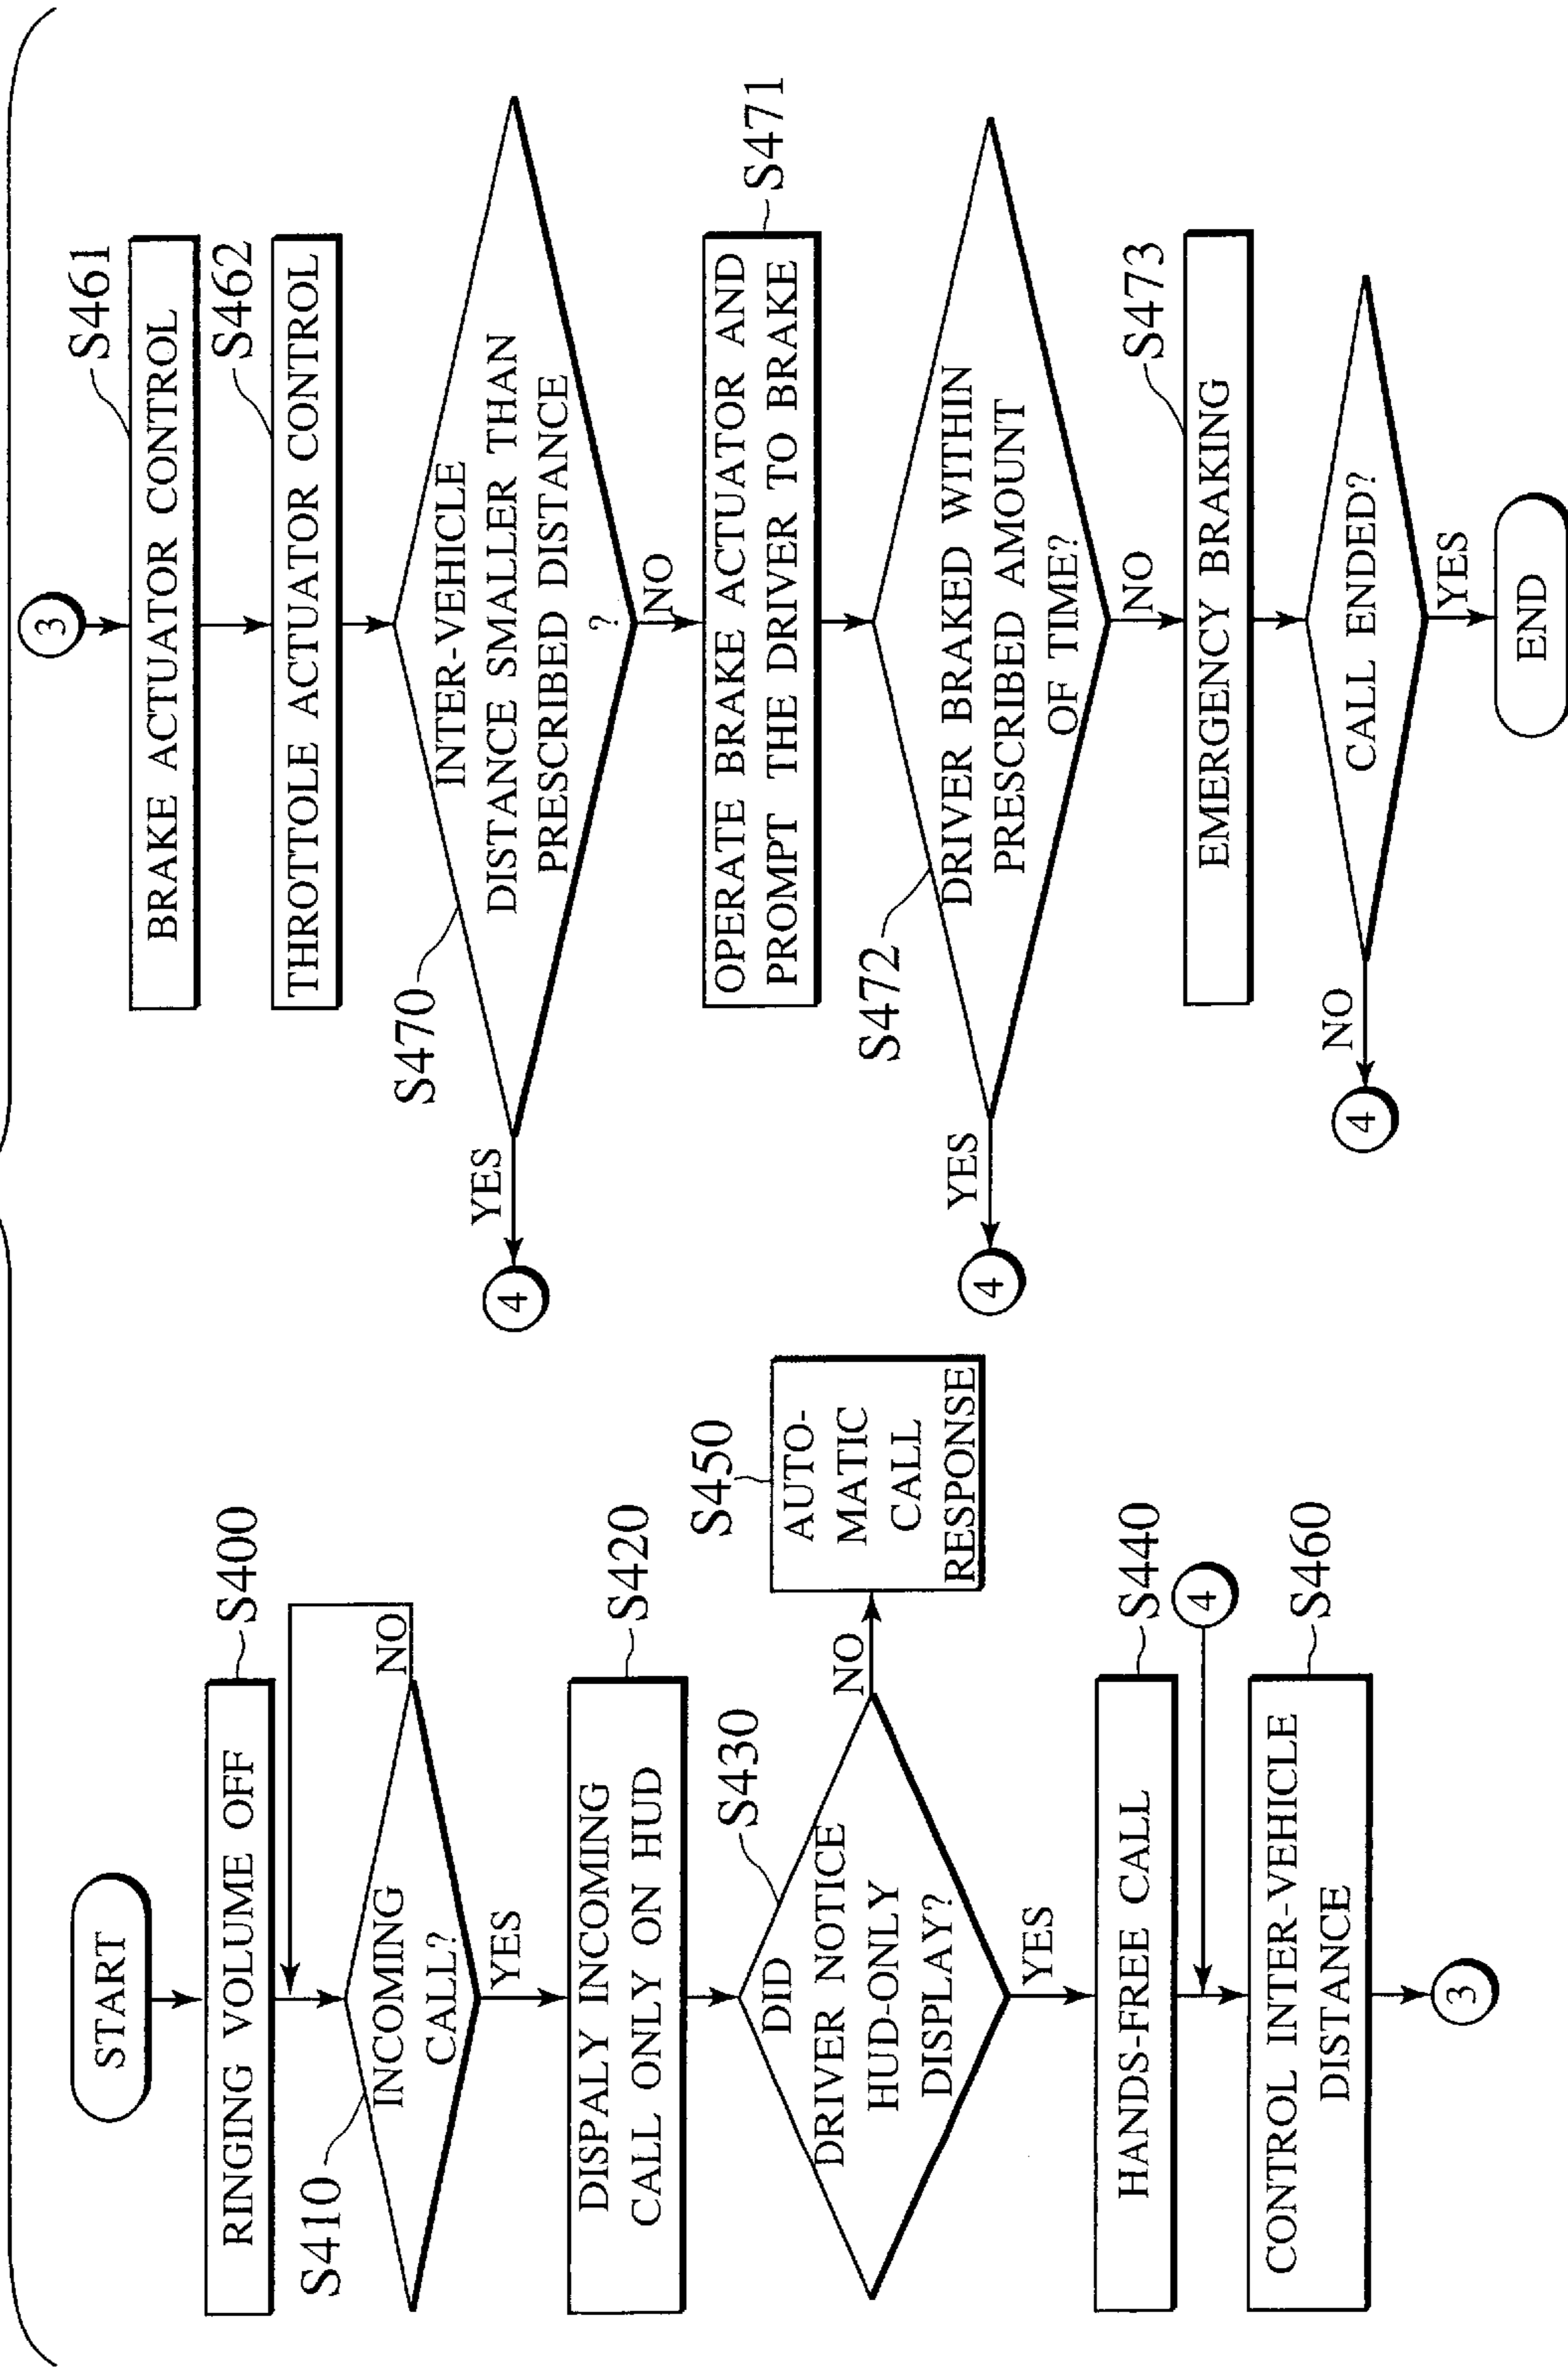 START
RINGING VOLUME OFF
S400
S410
INCOMING
CALL?
NO
YES
DISPALY INCOMING
CALL ONLY ON HUD
S420
S430
DID
DRIVER NOTICE
HUD-ONLY
DISPLAY?
NO
YES
S450
AUTO-
MATIC
CALL
RESPONSE
HANDS-FREE CALL
S440
4
CONTROL INTER-VEHICLE
DISTANCE
S460
3
3
BRAKE ACTUATOR CONTROL
S461
THROTTOLE ACTUATOR CONTROL
S462
S470
INTER-VEHICLE
DISTANCE SMALLER THAN
PRESCRIBED DISTANCE
?
YES
4
NO
OPERATE BRAKE ACTUATOR AND
PROMPT THE DRIVER TO BRAKE
S471
S472
DRIVER BRAKED WITHIN
PRESCRIBED AMOUNT
OF TIME?
YES
4
NO
EMERGENCY BRAKING
S473
CALL ENDED?
NO
4
YES
END